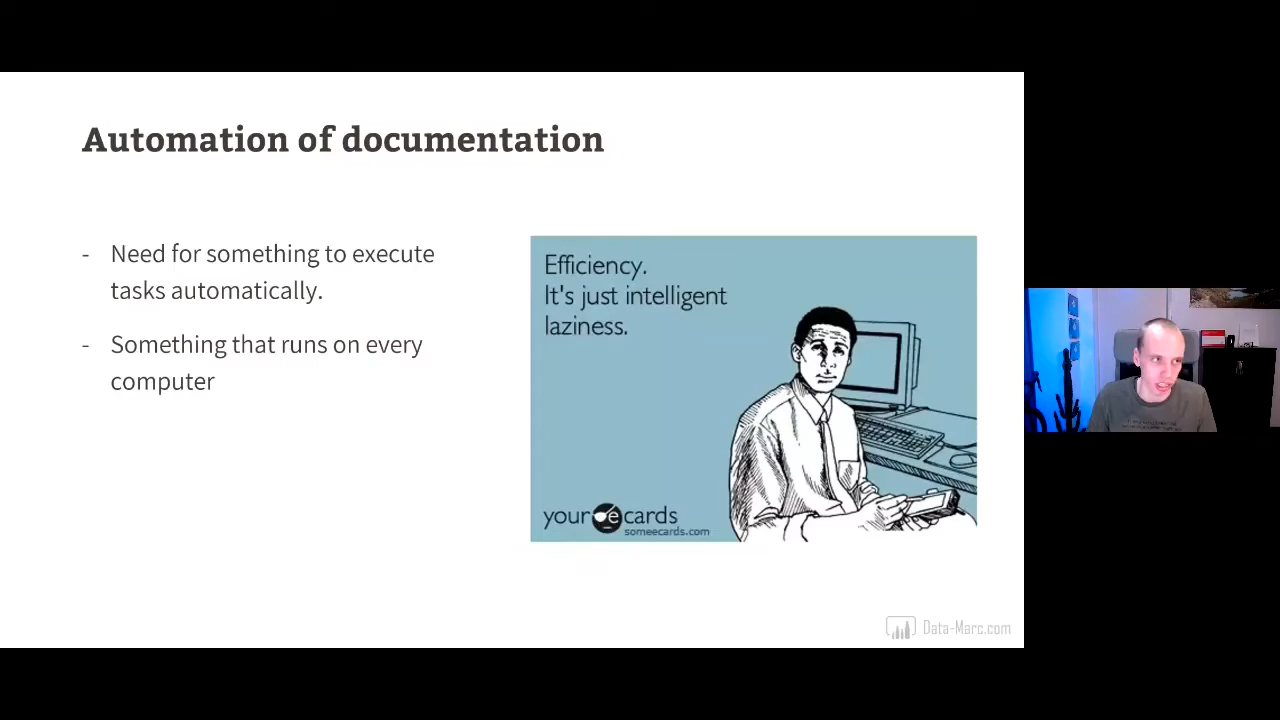 Automation of documentation
- Need for something to execute
tasks automatically.
- Something that runs on every
computer
Efficiency.
It's just intelligent
laziness.
your e cards
someecards.com
Data-Marc.com